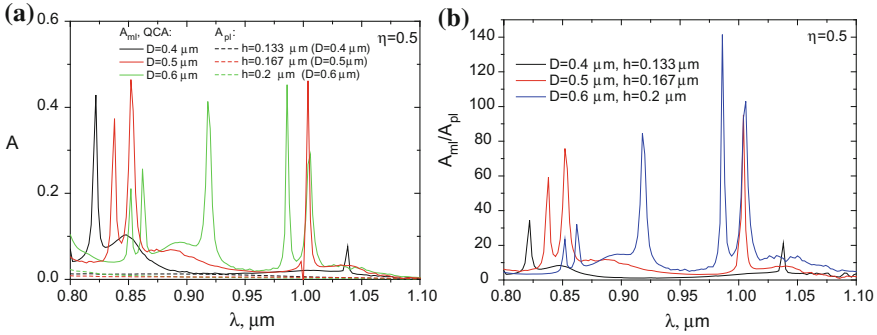 (a)
A_ml, QCA: A_pl:
D=0.4 μm h=0.133 μm (D=0.4 μm)
D=0.5 μm h=0.167 μm (D=0.5μm)
D=0.6 μm h=0.2 μm (D=0.6μm)
η=0.5
A
0.6
0.4
0.2
0.0
0.80 0.85 0.90 0.95 1.00 1.05 1.10
λ, μm
(b)
η=0.5
D=0.4 μm, h=0.133 μm
D=0.5 μm, h=0.167 μm
D=0.6 μm, h=0.2 μm
A_ml/A_pl
140
120
100
80
60
40
20
0
0.80 0.85 0.90 0.95 1.00 1.05 1.10
λ, μm